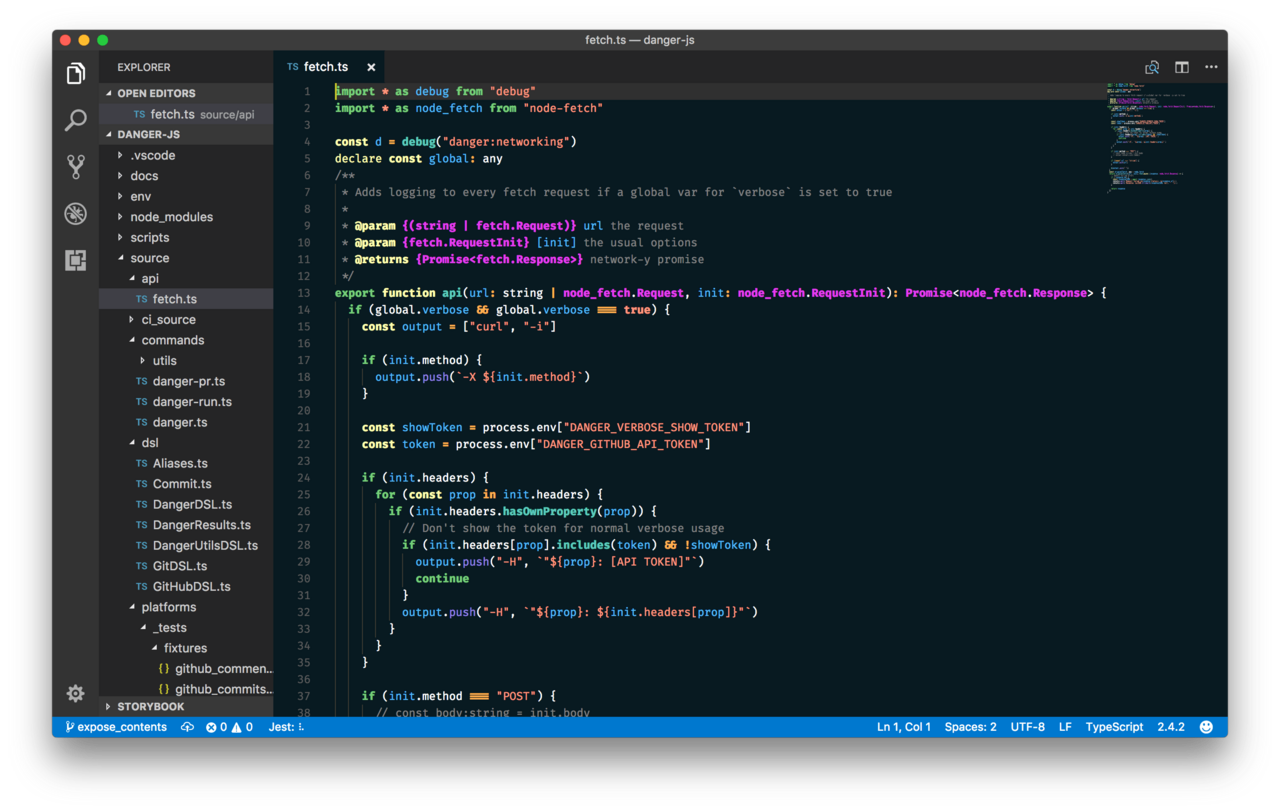 fetch.ts — danger-js
EXPLORER
OPEN EDITORS
TS fetch.ts source/api
DANGER-JS
.vscode
docs
env
node_modules
scripts
source
api
TS fetch.ts
ci_source
commands
utils
TS danger-pr.ts
TS danger-run.ts
TS danger.ts
dsl
TS Aliases.ts
TS Commit.ts
TS DangerDSL.ts
TS DangerResults.ts
TS DangerUtilsDSL.ts
TS GitDSL.ts
TS GitHubDSL.ts
platforms
_tests
fixtures
{} github_commen...
{} github_commits...
STORYBOOK
TS fetch.ts ×
1 import * as debug from "debug"
2 import * as node_fetch from "node-fetch"
3
4 const d = debug("danger:networking")
5 declare const global: any
6 /**
7 * Adds logging to every fetch request if a global var for `verbose` is set to true
8 *
9 * @param {(string | fetch.Request)} url the request
10 * @param {fetch.RequestInit} [init] the usual options
11 * @returns {Promise<fetch.Response>} network-y promise
12 */
13 export function api(url: string | node_fetch.Request, init: node_fetch.RequestInit): Promise<node_fetch.Response> {
14 if (global.verbose && global.verbose === true) {
15 const output = ["curl", "-i"]
16
17 if (init.method) {
18 output.push(`-X ${init.method}`)
19 }
20
21 const showToken = process.env["DANGER_VERBOSE_SHOW_TOKEN"]
22 const token = process.env["DANGER_GITHUB_API_TOKEN"]
23
24 if (init.headers) {
25 for (const prop in init.headers) {
26 if (init.headers.hasOwnProperty(prop)) {
27 // Don't show the token for normal verbose usage
28 if (init.headers[prop].includes(token) && !showToken) {
29 output.push("-H", `"${prop}: [API TOKEN]"`)
30 continue
31 }
32 output.push("-H", `"${prop}: ${init.headers[prop]}"`)
33 }
34 }
35 }
36
37 if (init.method === "POST") {
38 // const body:string = init.body
expose_contents 0 0 Jest: Ln 1, Col 1 Spaces: 2 UTF-8 LF TypeScript 2.4.2